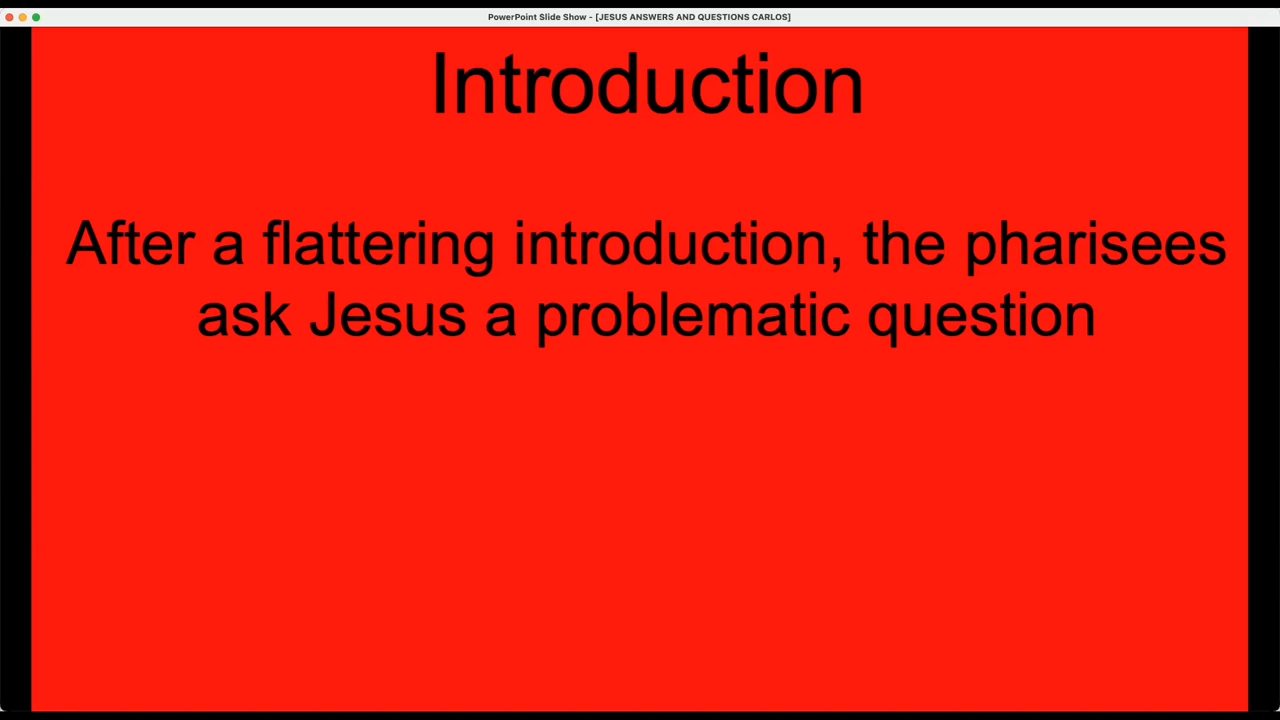 PowerPoint Slide Show - [JESUS ANSWERS AND QUESTIONS CARLOS]
Introduction
After a flattering introduction, the pharisees
ask Jesus a problematic question